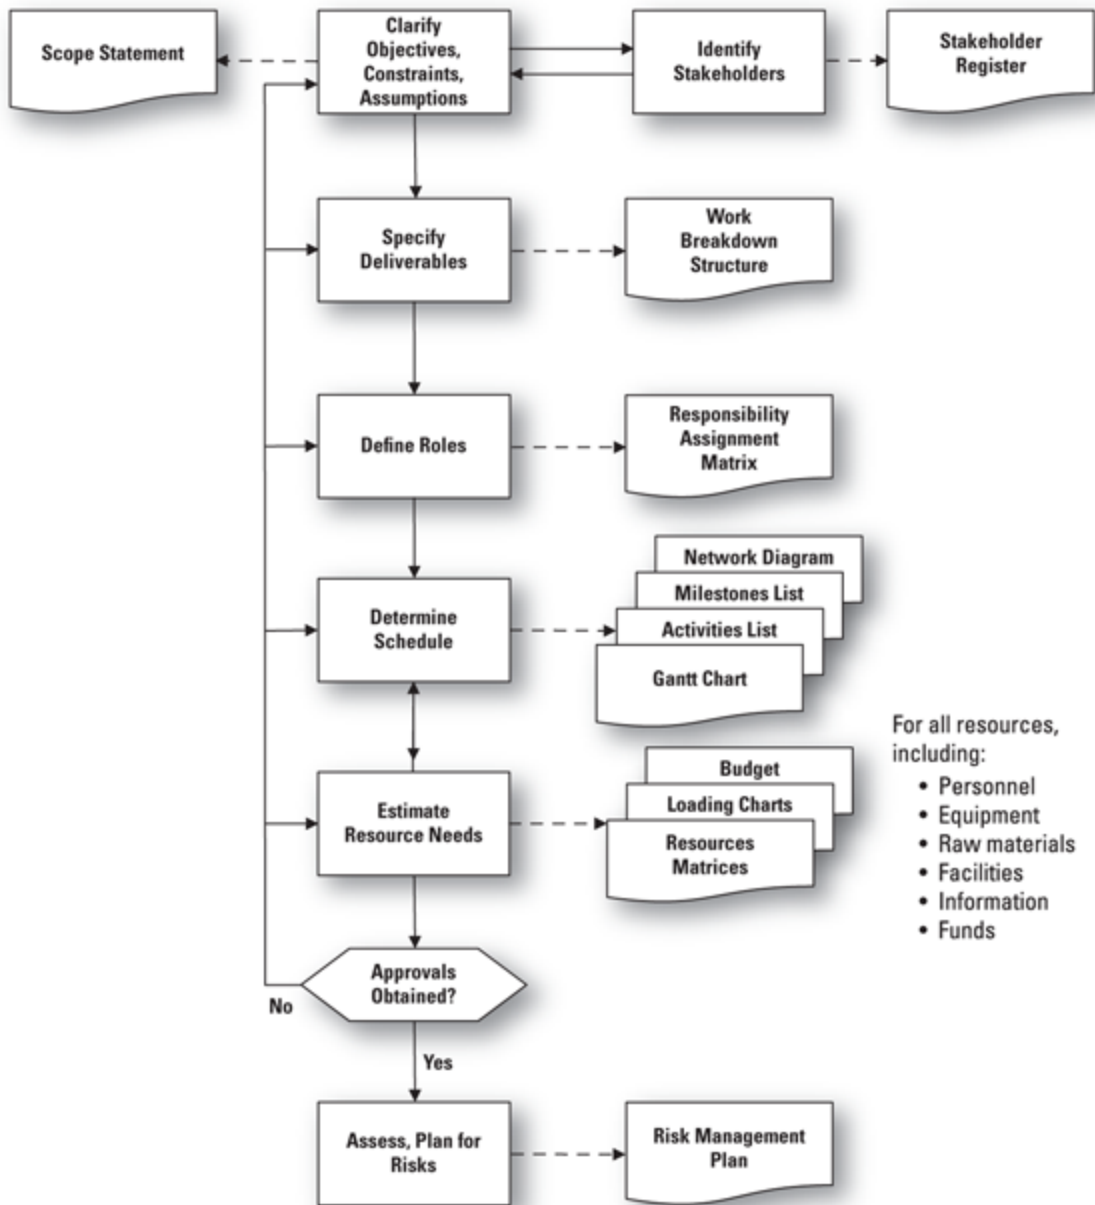 Scope Statement
Clarify
Objectives,
Constraints,
Assumptions
Identify
Stakeholders
Stakeholder
Register
Specify
Deliverables
Work
Breakdown
Structure
Define Roles
Responsibility
Assignment
Matrix
Determine
Schedule
Network Diagram
Milestones List
Activities List
Gantt Chart
Estimate
Resource Needs
Budget
Loading Charts
Resources
Matrices
For all resources,
including:
• Personnel
• Equipment
• Raw materials
• Facilities
• Information
• Funds
Approvals
Obtained?
No
Yes
Assess, Plan for
Risks
Risk Management
Plan